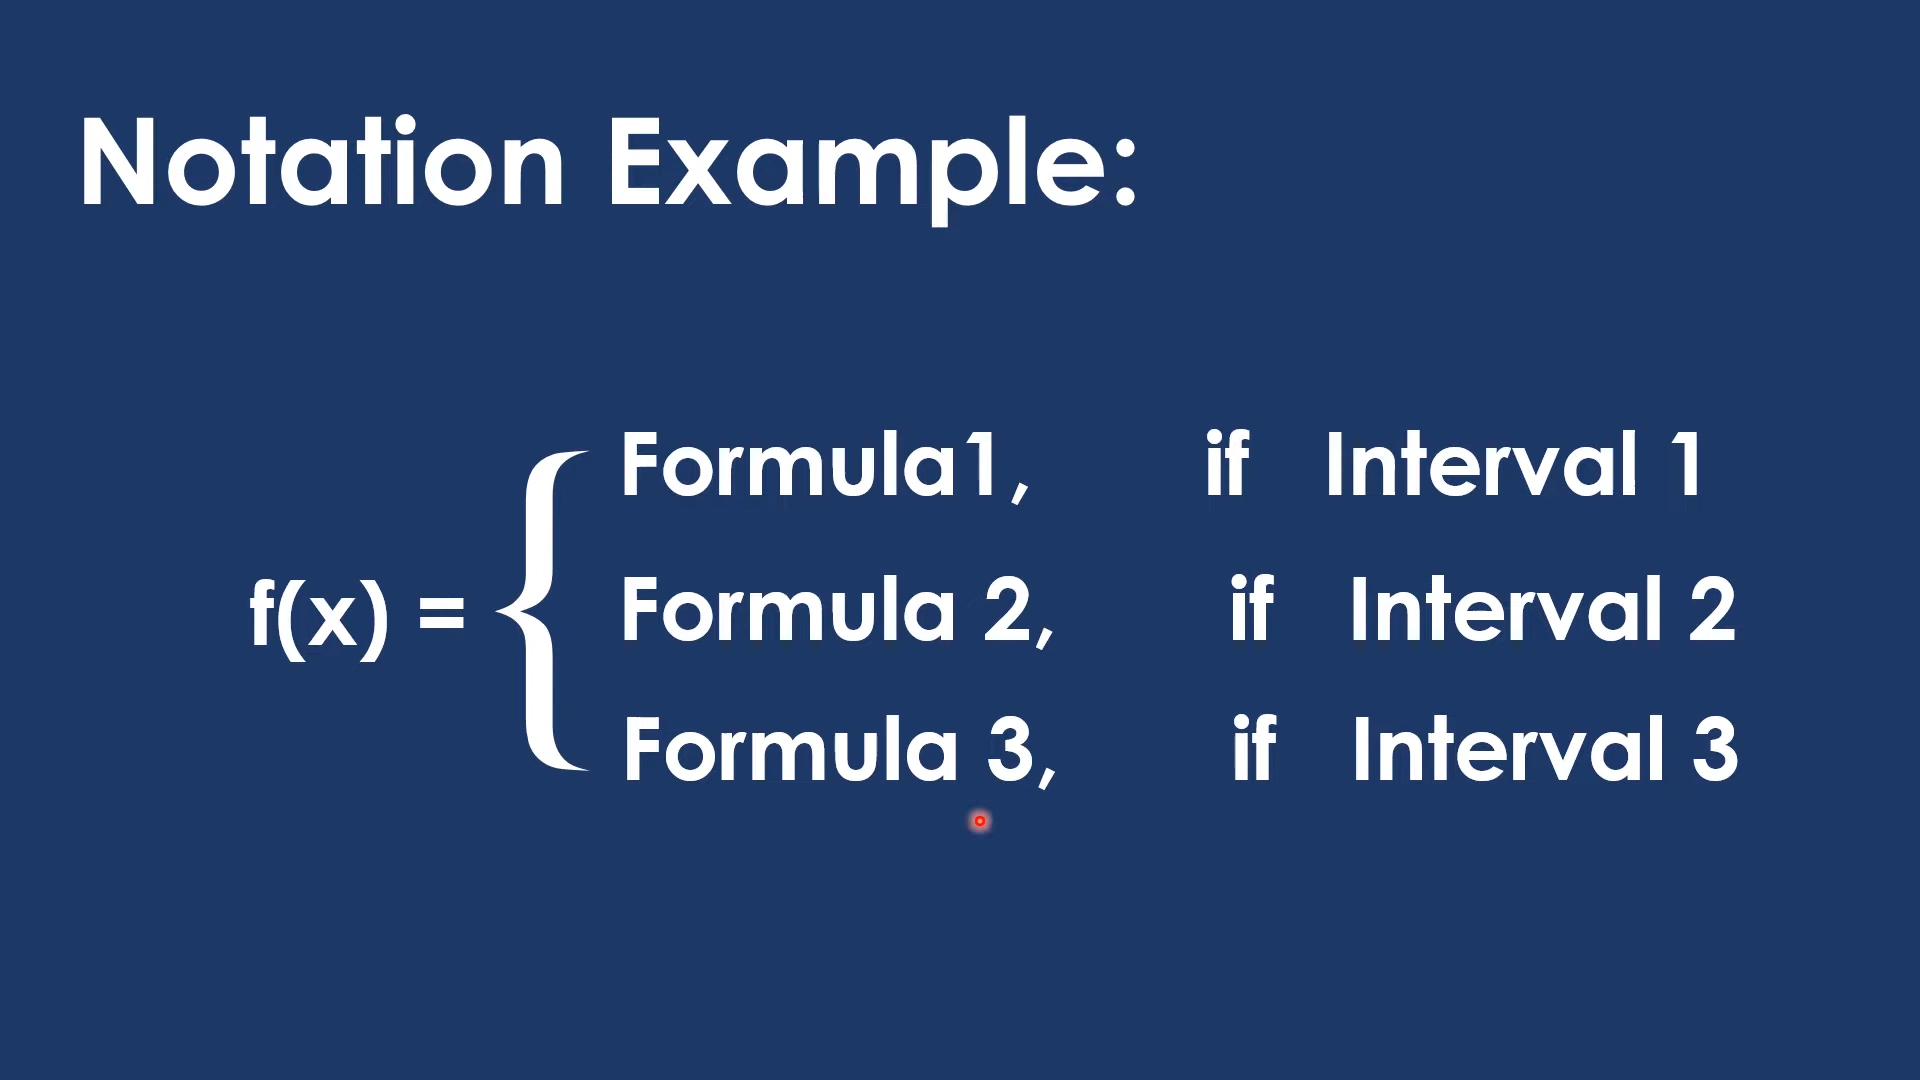 Notation Example:
Formula1, if Interval 1
f(x) = { Formula 2, if Interval 2
Formula 3, if Interval 3